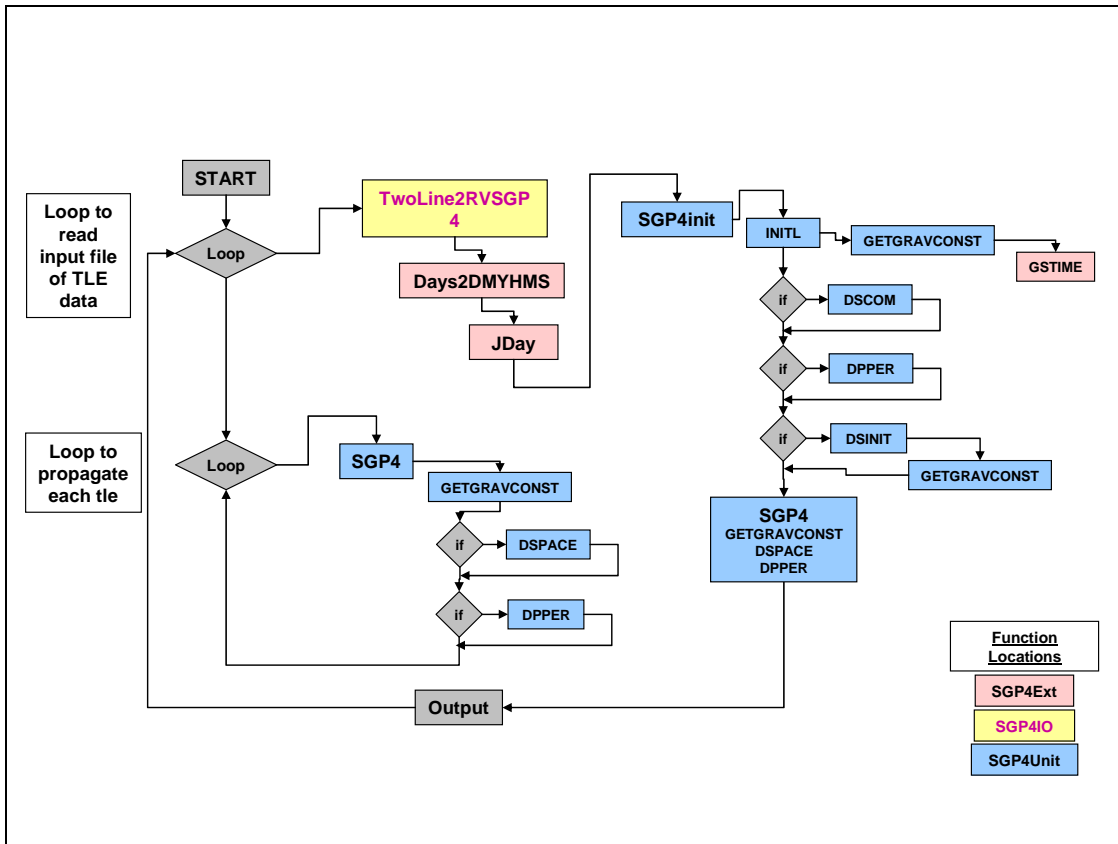 START
Loop to
read
input file
of TLE
data
Loop
TwoLine2RVSGP
4
Days2DMYHMS
JDay
SGP4init
INITL
GETGRAVCONST
GSTIME
if
DSCOM
if
DPPER
if
DSINIT
GETGRAVCONST
SGP4
GETGRAVCONST
DSPACE
DPPER
Loop to
propagate
each tle
Loop
SGP4
GETGRAVCONST
if
DSPACE
if
DPPER
Output
Function
Locations
SGP4Ext
SGP4IO
SGP4Unit